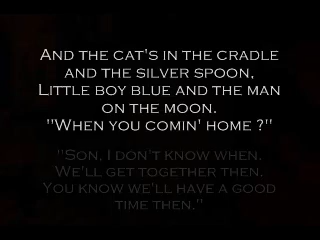 And the cat's in the cradle
and the silver spoon,
Little boy blue and the man
on the moon.
"When you comin' home ?"
"Son, I don't know when.
We'll get together then.
You know we'll have a good
time then."